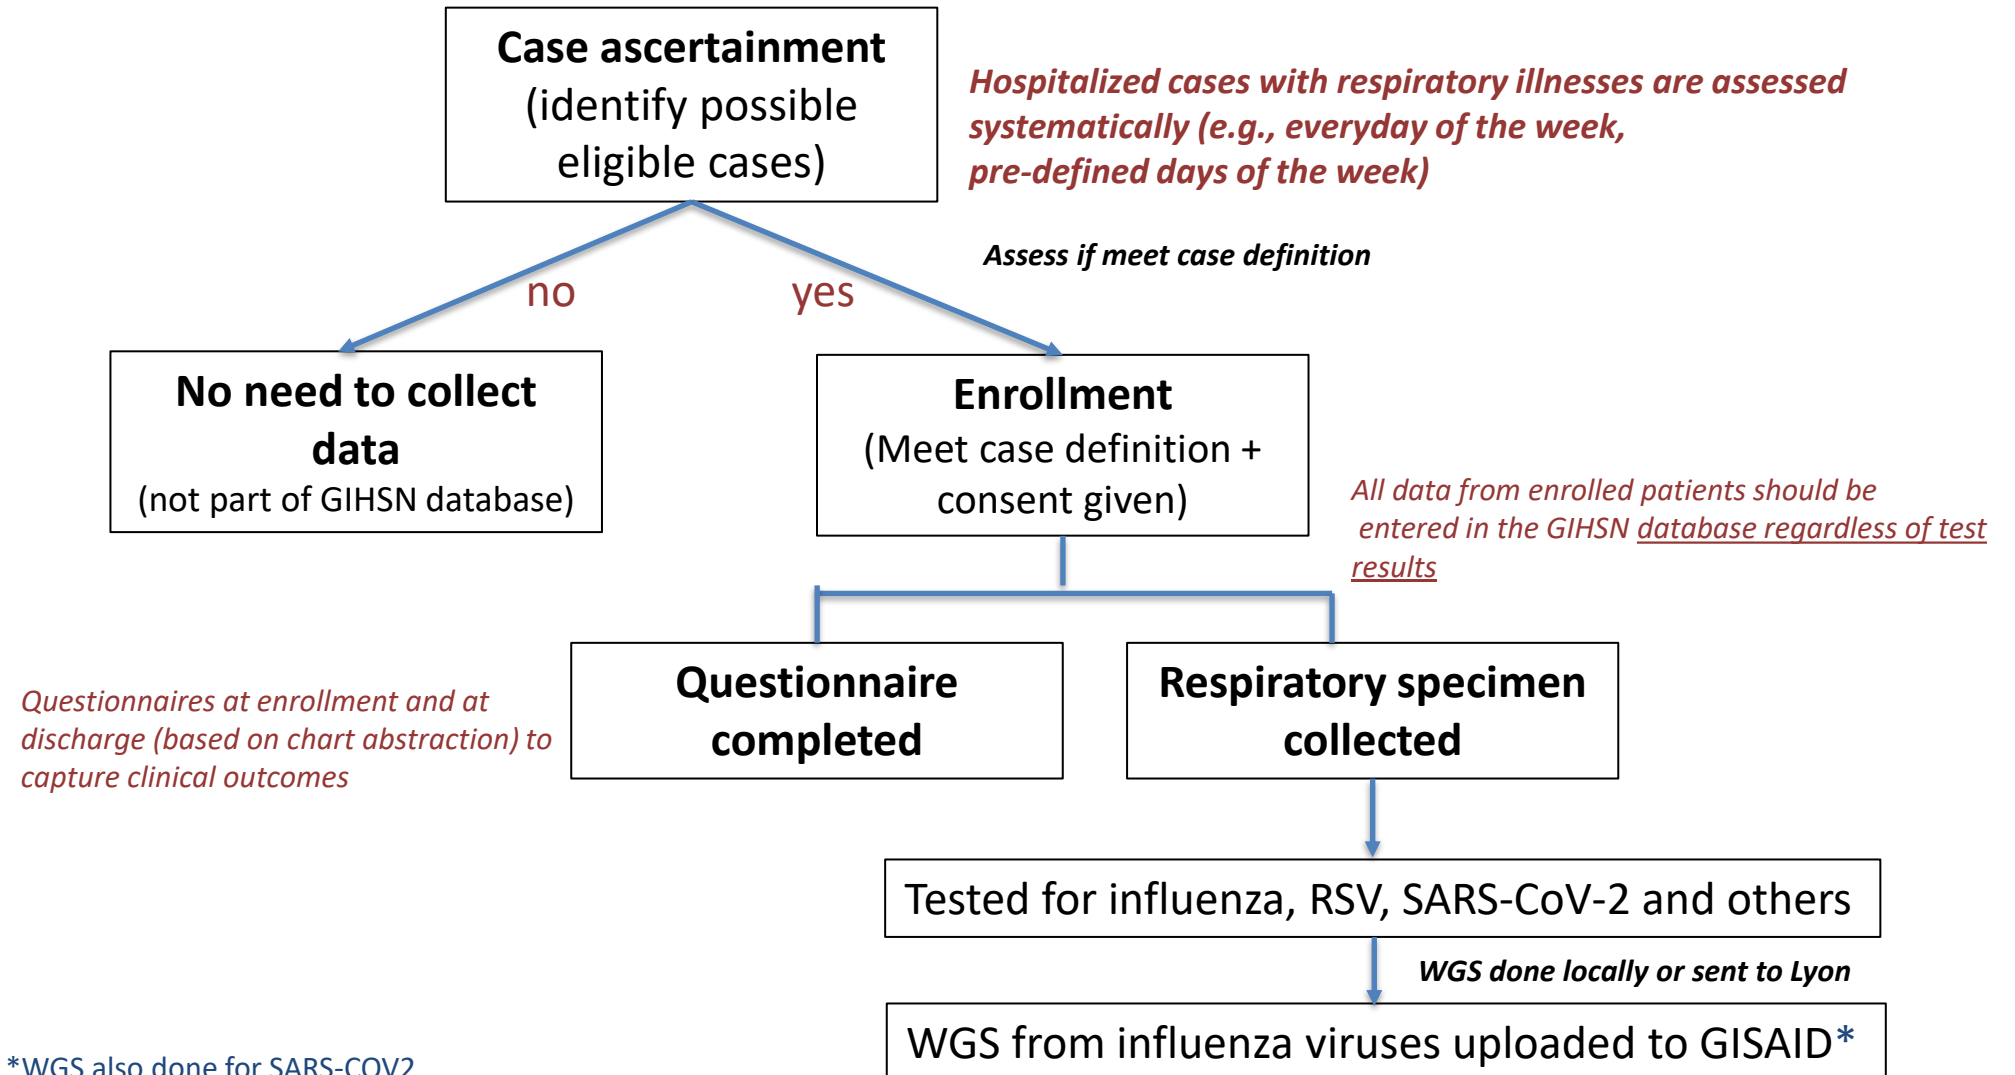 Case ascertainment
(identify possible
eligible cases)
Hospitalized cases with respiratory illnesses are assessed
systematically (e.g., everyday of the week,
pre-defined days of the week)
Assess if meet case definition
no
yes
No need to collect
data
(not part of GIHSN database)
Enrollment
(Meet case definition +
consent given)
All data from enrolled patients should be
entered in the GIHSN database regardless of test
results
Questionnaires at enrollment and at
discharge (based on chart abstraction) to
capture clinical outcomes
Questionnaire
completed
Respiratory specimen
collected
Tested for influenza, RSV, SARS-CoV-2 and others
WGS done locally or sent to Lyon
WGS from influenza viruses uploaded to GISAID*
*WGS also done for SARS-COV2